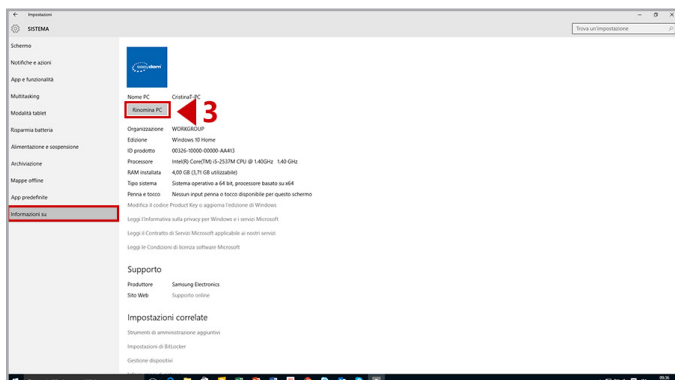 Impostazioni
SISTEMA
Trova un'impostazione
Schermo
Notifiche e azioni
App e funzionalità
Multitasking
Modalità tablet
Risparmia batteria
Alimentazione e sospensione
Archiviazione
Mappe offline
App predefinite
Informazioni su
easydom
Nome PC CristinaT-PC
Rinomina PC
3
Organizzazione WORKGROUP
Edizione Windows 10 Home
ID prodotto 00326-10000-00000-AA413
Processore Intel(R) Core(TM) i5-2537M CPU @ 1.40GHz 1.40 GHz
RAM installata 4,00 GB (3,71 GB utilizzabile)
Tipo sistema Sistema operativo a 64 bit, processore basato su x64
Penna e tocco Nessun input penna o tocco disponibile per questo schermo
Modifica il codice Product Key o aggiorna l'edizione di Windows
Leggi l'Informativa sulla privacy per Windows e i servizi Microsoft
Leggi il Contratto di Servizi Microsoft applicabile ai nostri servizi
Leggi le Condizioni di licenza software Microsoft
Supporto
Produttore Samsung Electronics
Sito Web Supporto online
Impostazioni correlate
Strumenti di amministrazione aggiuntivi
Impostazioni di BitLocker
Gestione dispositivi
09:36